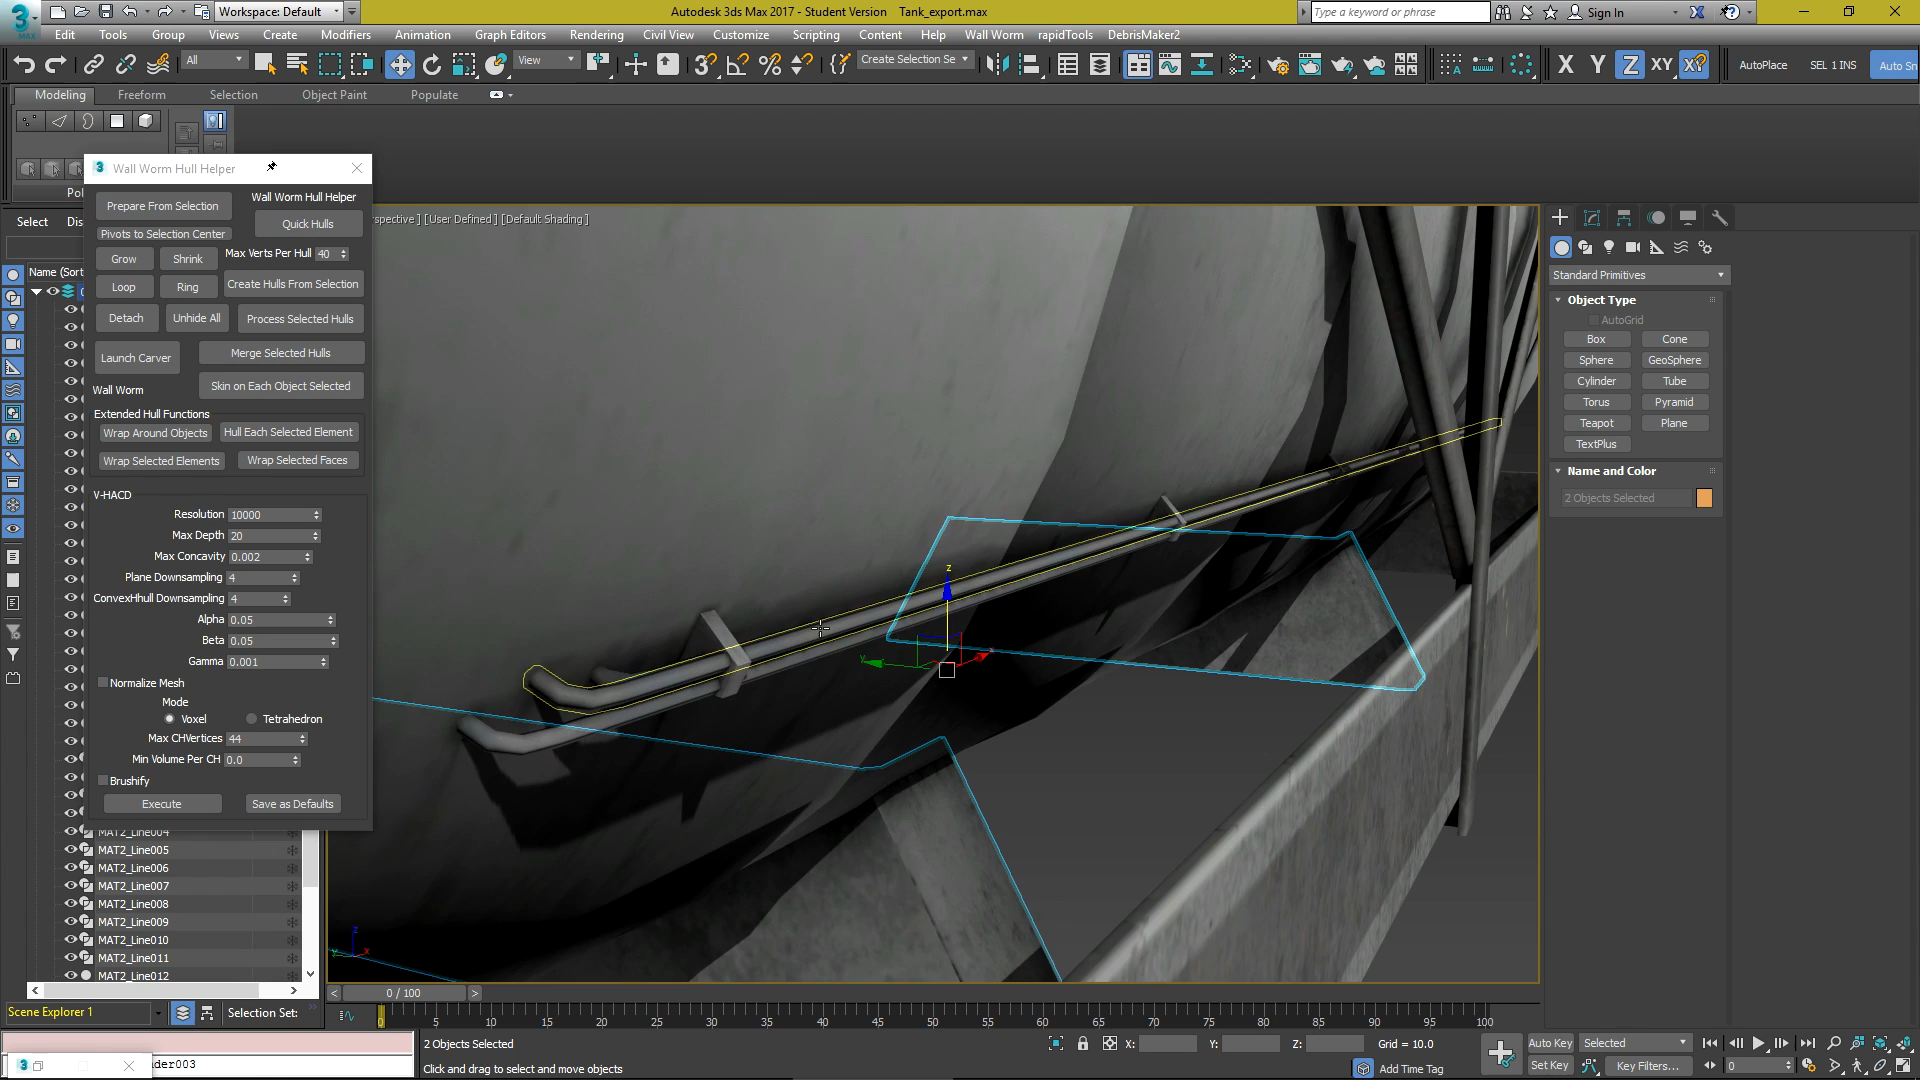 Workspace: Default
Autodesk 3ds Max 2017 - Student Version Tank_export.max
Type a keyword or phrase
Sign In
MAX
Edit Tools Group Views Create Modifiers Animation Graph Editors Rendering Civil View Customize Scripting Content Help Wall Worm rapidTools DebrisMaker2
All View Create Selection Se X Y Z XY XY AutoPlace SEL 1 INS Auto Sn
Modeling Freeform Selection Object Paint Populate
Wall Worm Hull Helper
Pol
Prepare From Selection Wall Worm Hull Helper
Quick Hulls
Pivots to Selection Center
Grow Shrink Max Verts Per Hull 40
Loop Ring Create Hulls From Selection
Detach Unhide All Process Selected Hulls
Launch Carver Merge Selected Hulls
Wall Worm Skin on Each Object Selected
Extended Hull Functions
Wrap Around Objects Hull Each Selected Element
Wrap Selected Elements Wrap Selected Faces
V-HACD
Resolution 10000
Max Depth 20
Max Concavity 0.002
Plane Downsampling 4
ConvexHhull Downsampling 4
Alpha 0.05
Beta 0.05
Gamma 0.001
Normalize Mesh
Mode
Voxel Tetrahedron
Max CHVertices 44
Min Volume Per CH 0.0
Brushify
Execute Save as Defaults
Select Dis
Name (Sort
MAT2_Line004
MAT2_Line005
MAT2_Line006
MAT2_Line007
MAT2_Line008
MAT2_Line009
MAT2_Line010
MAT2_Line011
MAT2_Line012
spective ] [User Defined ] [Default Shading ]
z
y
z
x
y
Standard Primitives
Object Type
AutoGrid
Box Cone
Sphere GeoSphere
Cylinder Tube
Torus Pyramid
Teapot Plane
TextPlus
Name and Color
2 Objects Selected
< 0 / 100 >
Scene Explorer 1 Selection Set:
0 5 10 15 20 25 30 35 40 45 50 55 60 65 70 75 80 85 90 95 100
2 Objects Selected X: Y: Z: Grid = 10.0 Auto Key Selected
der003 Click and drag to select and move objects Add Time Tag Set Key Key Filters... 0